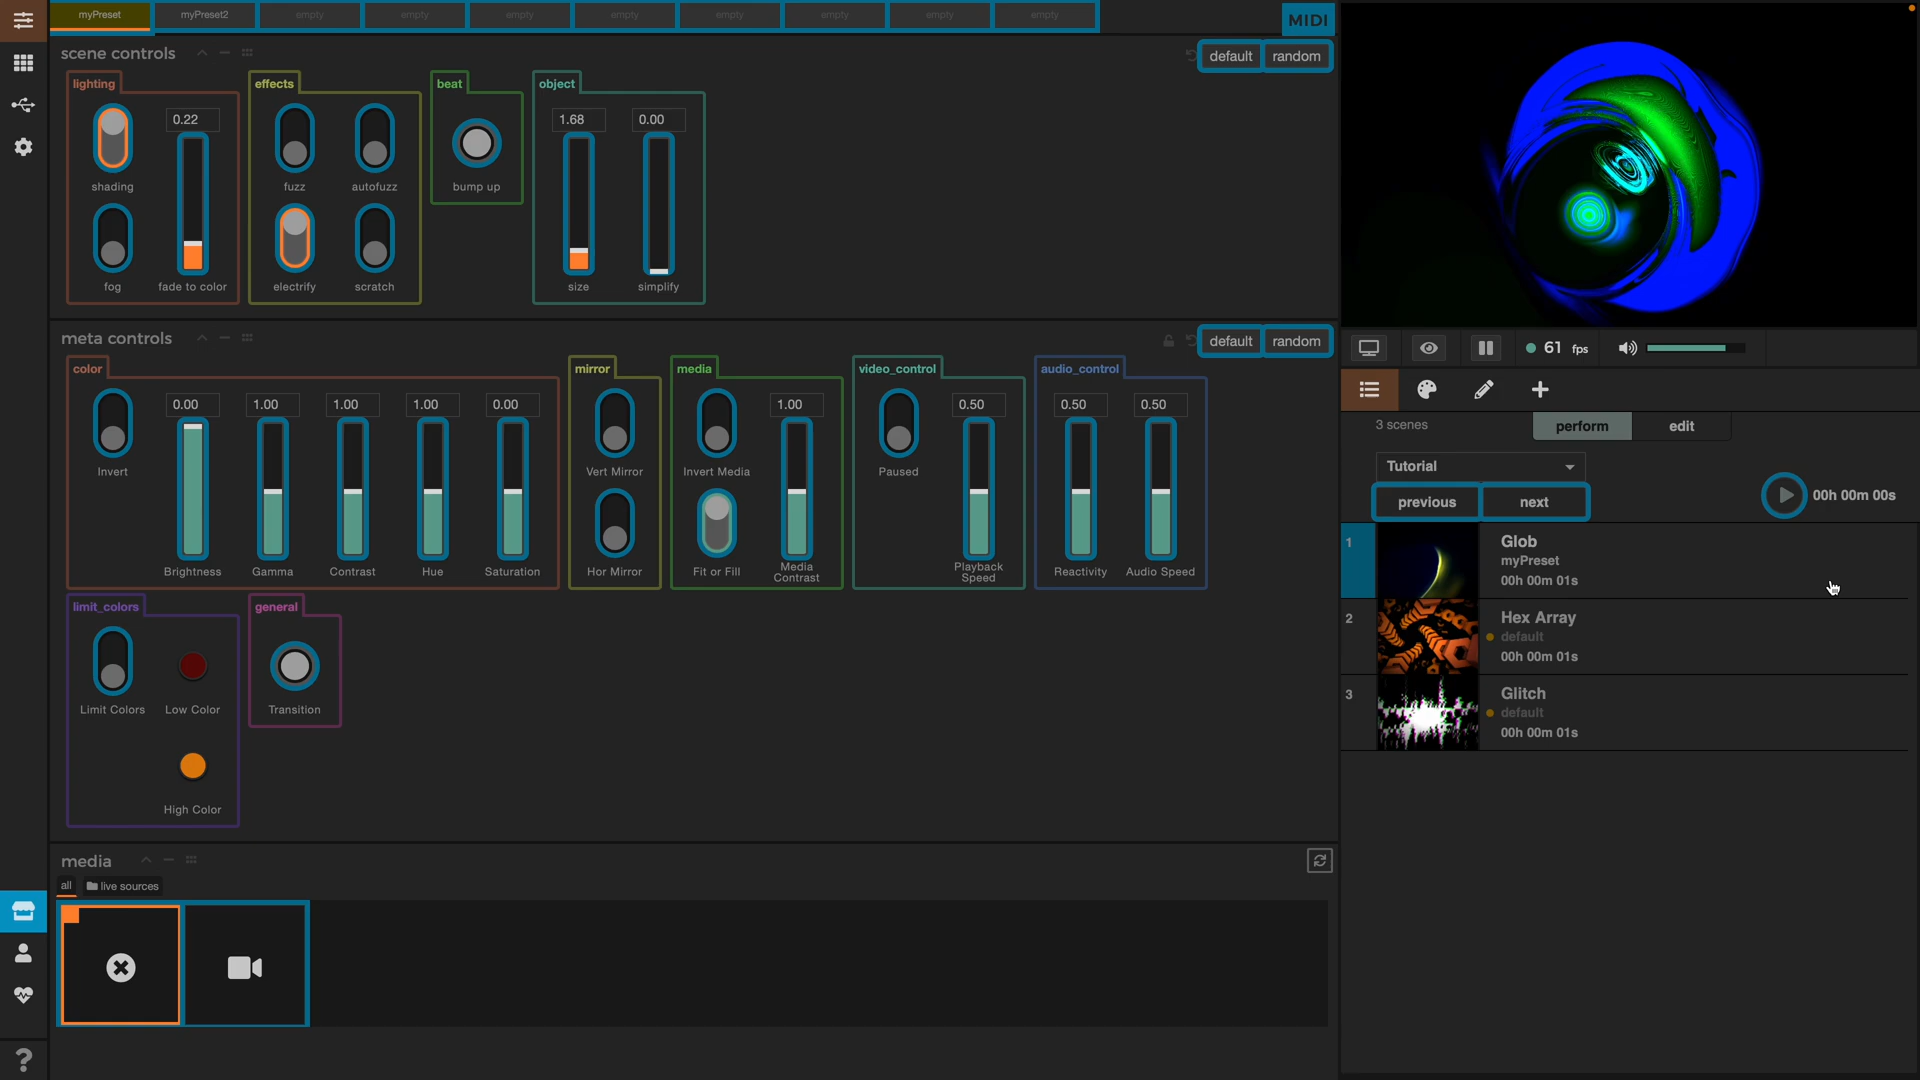 myPreset
myPreset2
empty
empty
empty
empty
empty
empty
empty
empty
MIDI
scene controls
default
random
lighting
effects
beat
object
0.22
1.68
0.00
shading
fuzz
autofuzz
bump up
fog
fade to color
electrify
scratch
size
simplify
meta controls
default
random
color
mirror
media
video_control
audio_control
0.00
1.00
1.00
1.00
0.00
1.00
0.50
0.50
0.50
Invert
Vert Mirror
Invert Media
Paused
Brightness
Gamma
Contrast
Hue
Saturation
Hor Mirror
Fit or Fill
Media
Contrast
Playback
Speed
Reactivity
Audio Speed
limit_colors
general
Limit Colors
Low Color
Transition
High Color
media
all
live sources
61 fps
3 scenes
perform
edit
Tutorial
previous
next
00h 00m 00s
1
Glob
myPreset
00h 00m 01s
2
Hex Array
default
00h 00m 01s
3
Glitch
default
00h 00m 01s